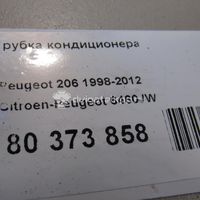 рубка кондиционера
Peugeot 206 1998-2012
Citroen-Peugeot 6460JW
80 373 858